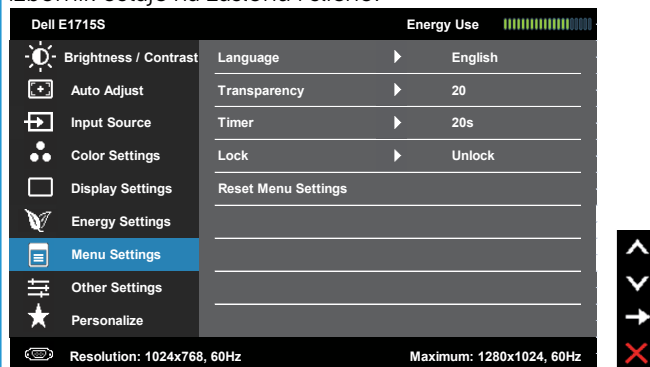 Dell E1715S Energy Use
Brightness / Contrast Language English
Auto Adjust Transparency 20
Input Source Timer 20s
Color Settings Lock Unlock
Display Settings Reset Menu Settings
Energy Settings
Menu Settings
Other Settings
Personalize
Resolution: 1024x768, 60Hz Maximum: 1280x1024, 60Hz